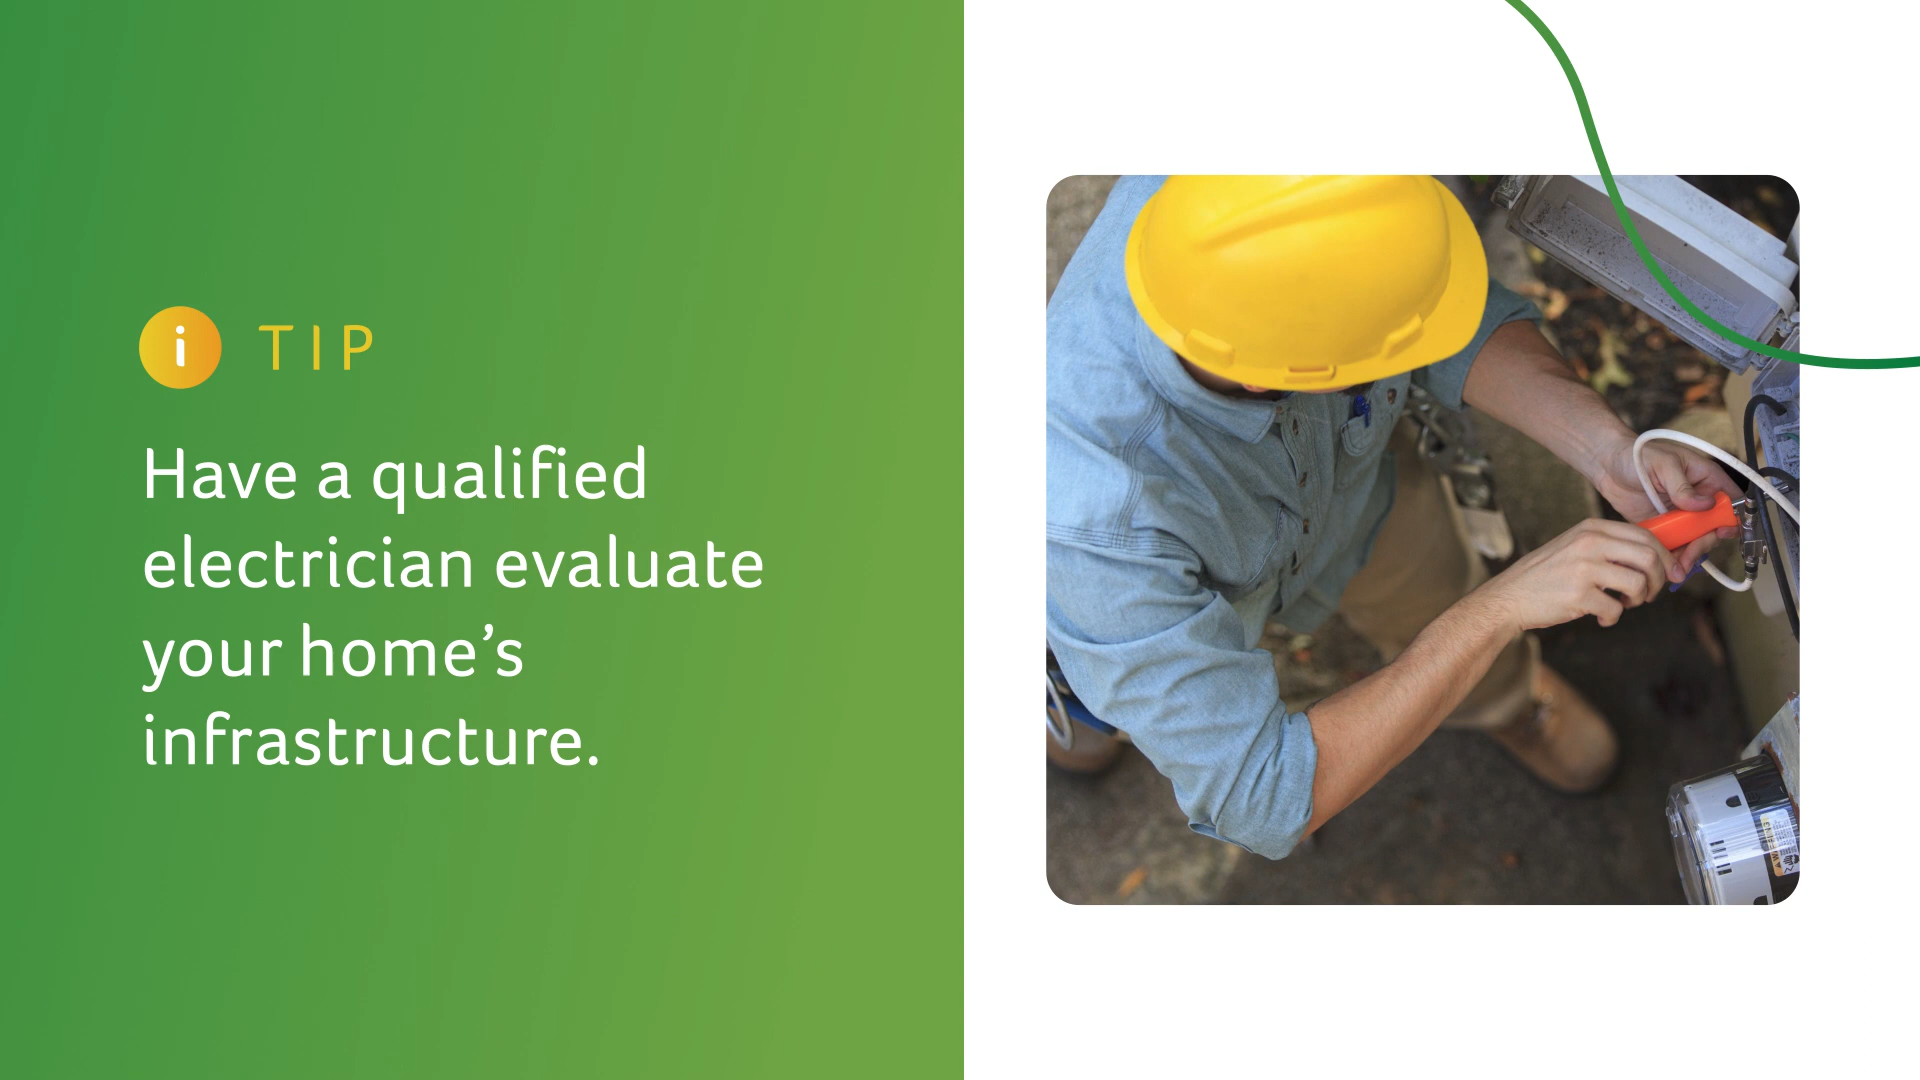 i TIP
Have a qualified
electrician evaluate
your home’s
infrastructure.